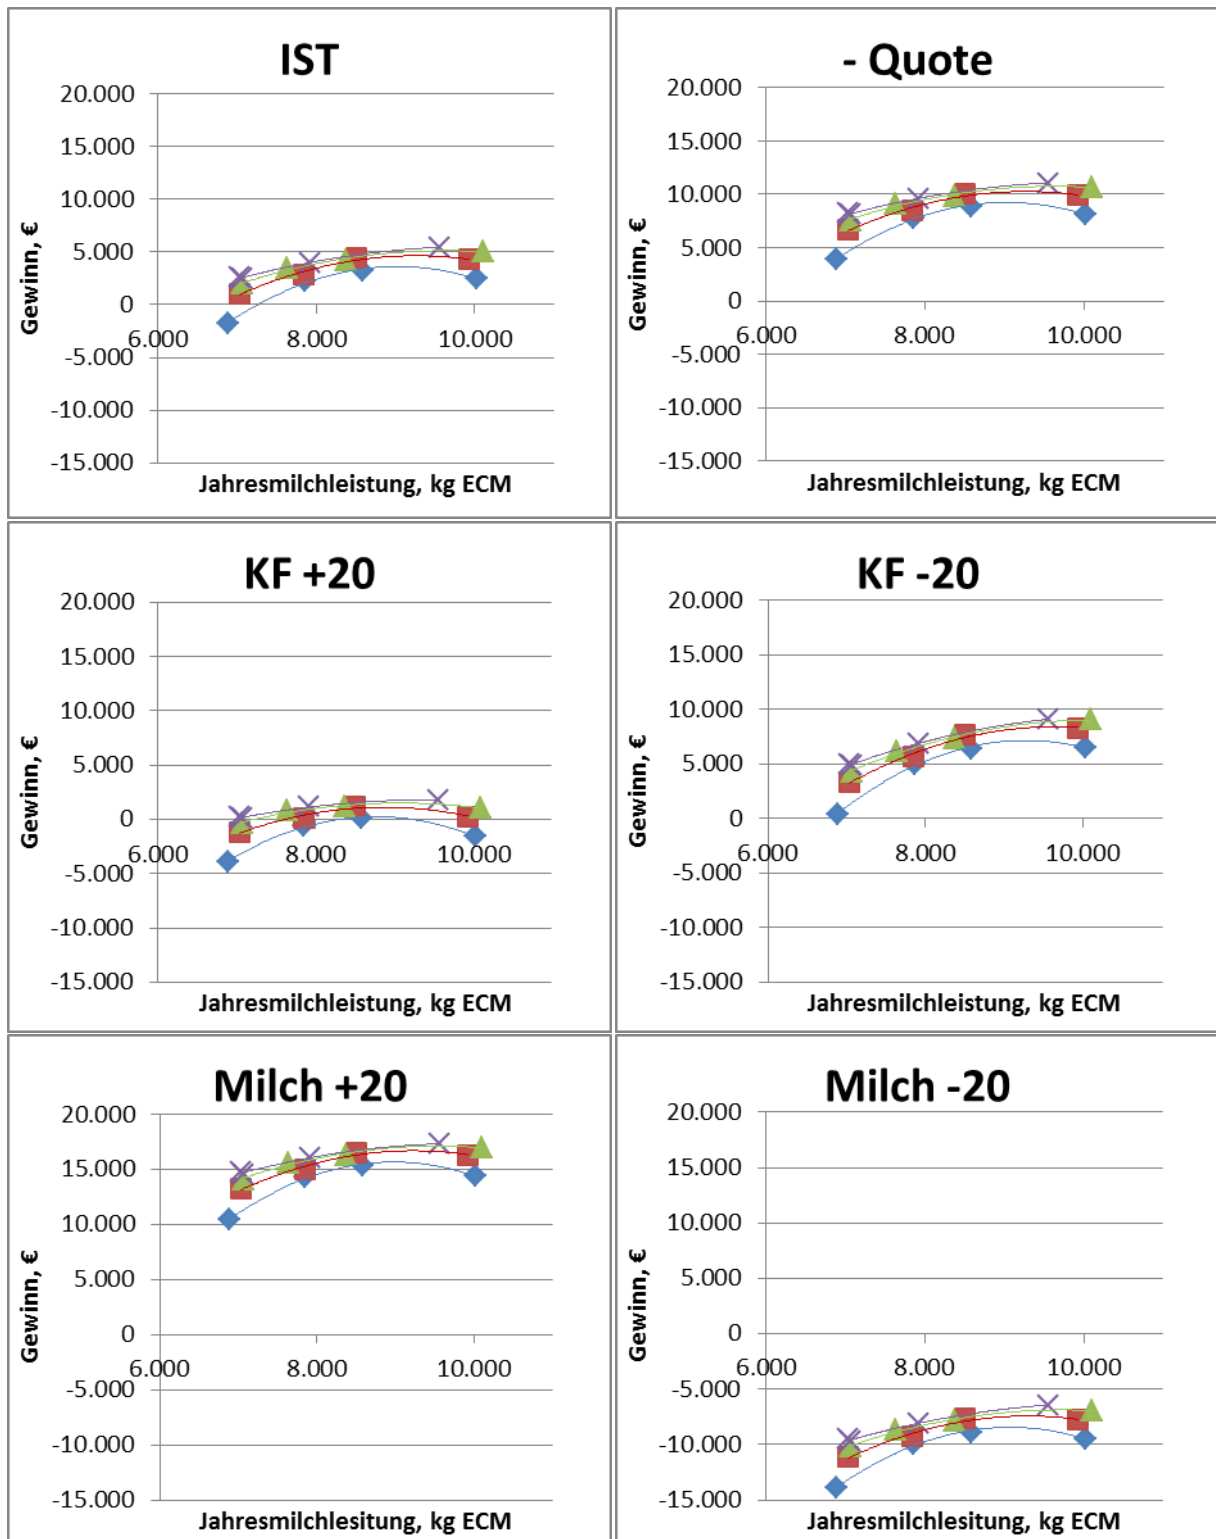 IST
20.000
15.000
10.000
5.000
0
-5.000
-10.000
-15.000
6.000 8.000 10.000
Gewinn, €
Jahresmilchleistung, kg ECM
- Quote
20.000
15.000
10.000
5.000
0
-5.000
-10.000
-15.000
6.000 8.000 10.000
Gewinn, €
Jahresmilchleistung, kg ECM
KF +20
20.000
15.000
10.000
5.000
0
-5.000
-10.000
-15.000
6.000 8.000 10.000
Gewinn, €
Jahresmilchleistung, kg ECM
KF -20
20.000
15.000
10.000
5.000
0
-5.000
-10.000
-15.000
6.000 8.000 10.000
Gewinn, €
Jahresmilchleistung, kg ECM
Milch +20
20.000
15.000
10.000
5.000
0
-5.000
-10.000
-15.000
6.000 8.000 10.000
Gewinn, €
Jahresmilchlesitung, kg ECM
Milch -20
20.000
15.000
10.000
5.000
0
-5.000
-10.000
-15.000
6.000 8.000 10.000
Gewinn, €
Jahresmilchlesitung, kg ECM